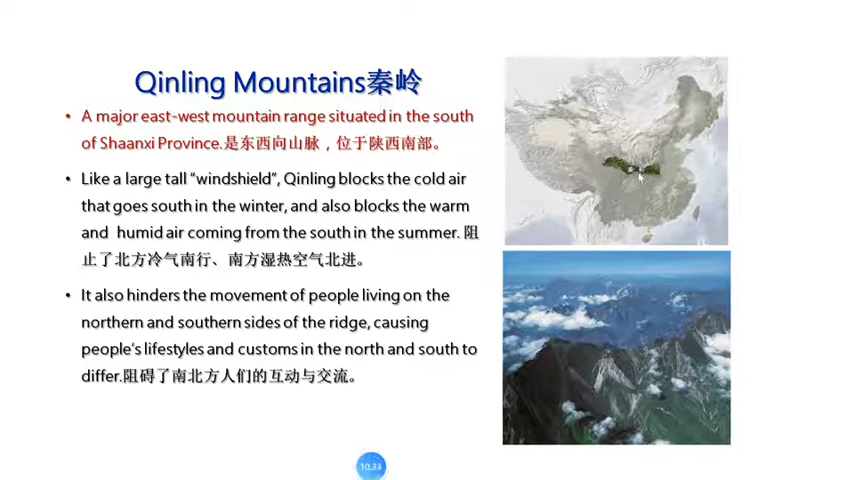 Qinling Mountains秦岭
• A major east-west mountain range situated in the south
of Shaanxi Province.是东西向山脉，位于陕西南部。
• Like a large tall “windshield”, Qinling blocks the cold air
that goes south in the winter, and also blocks the warm
and humid air coming from the south in the summer. 阻
止了北方冷气南行、南方湿热空气北进。
• It also hinders the movement of people living on the
northern and southern sides of the ridge, causing
people’s lifestyles and customs in the north and south to
differ.阻碍了南北方人们的互动与交流。
10:33